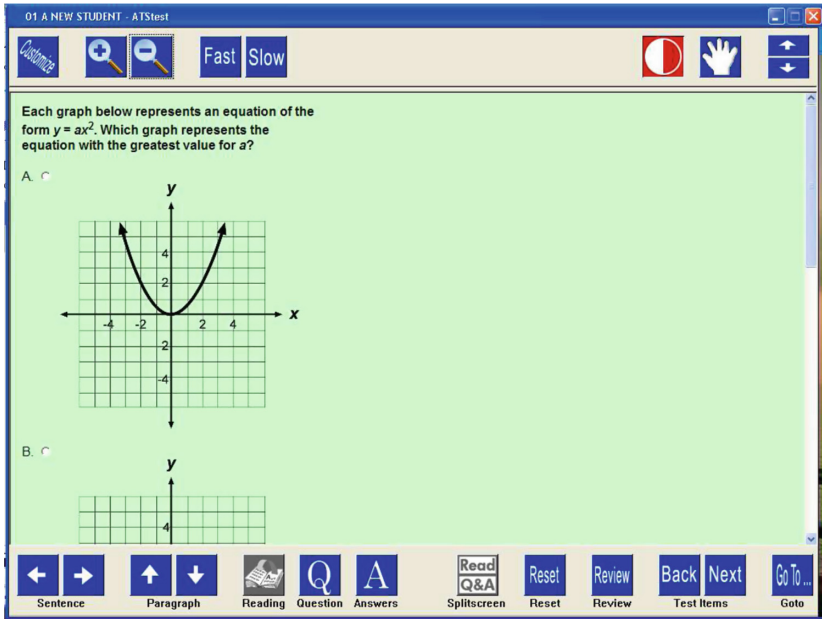 01 A NEW STUDENT - ATStest
Customize
Fast Slow
Each graph below represents an equation of the
form y = ax². Which graph represents the
equation with the greatest value for a?
A.
y
4
2
x
-4 -2 2 4
-2
-4
B.
y
4
Read
Q&A
Q A Reset Review Back Next Go To ...
Sentence Paragraph Reading Question Answers Splitscreen Reset Review Test Items Goto